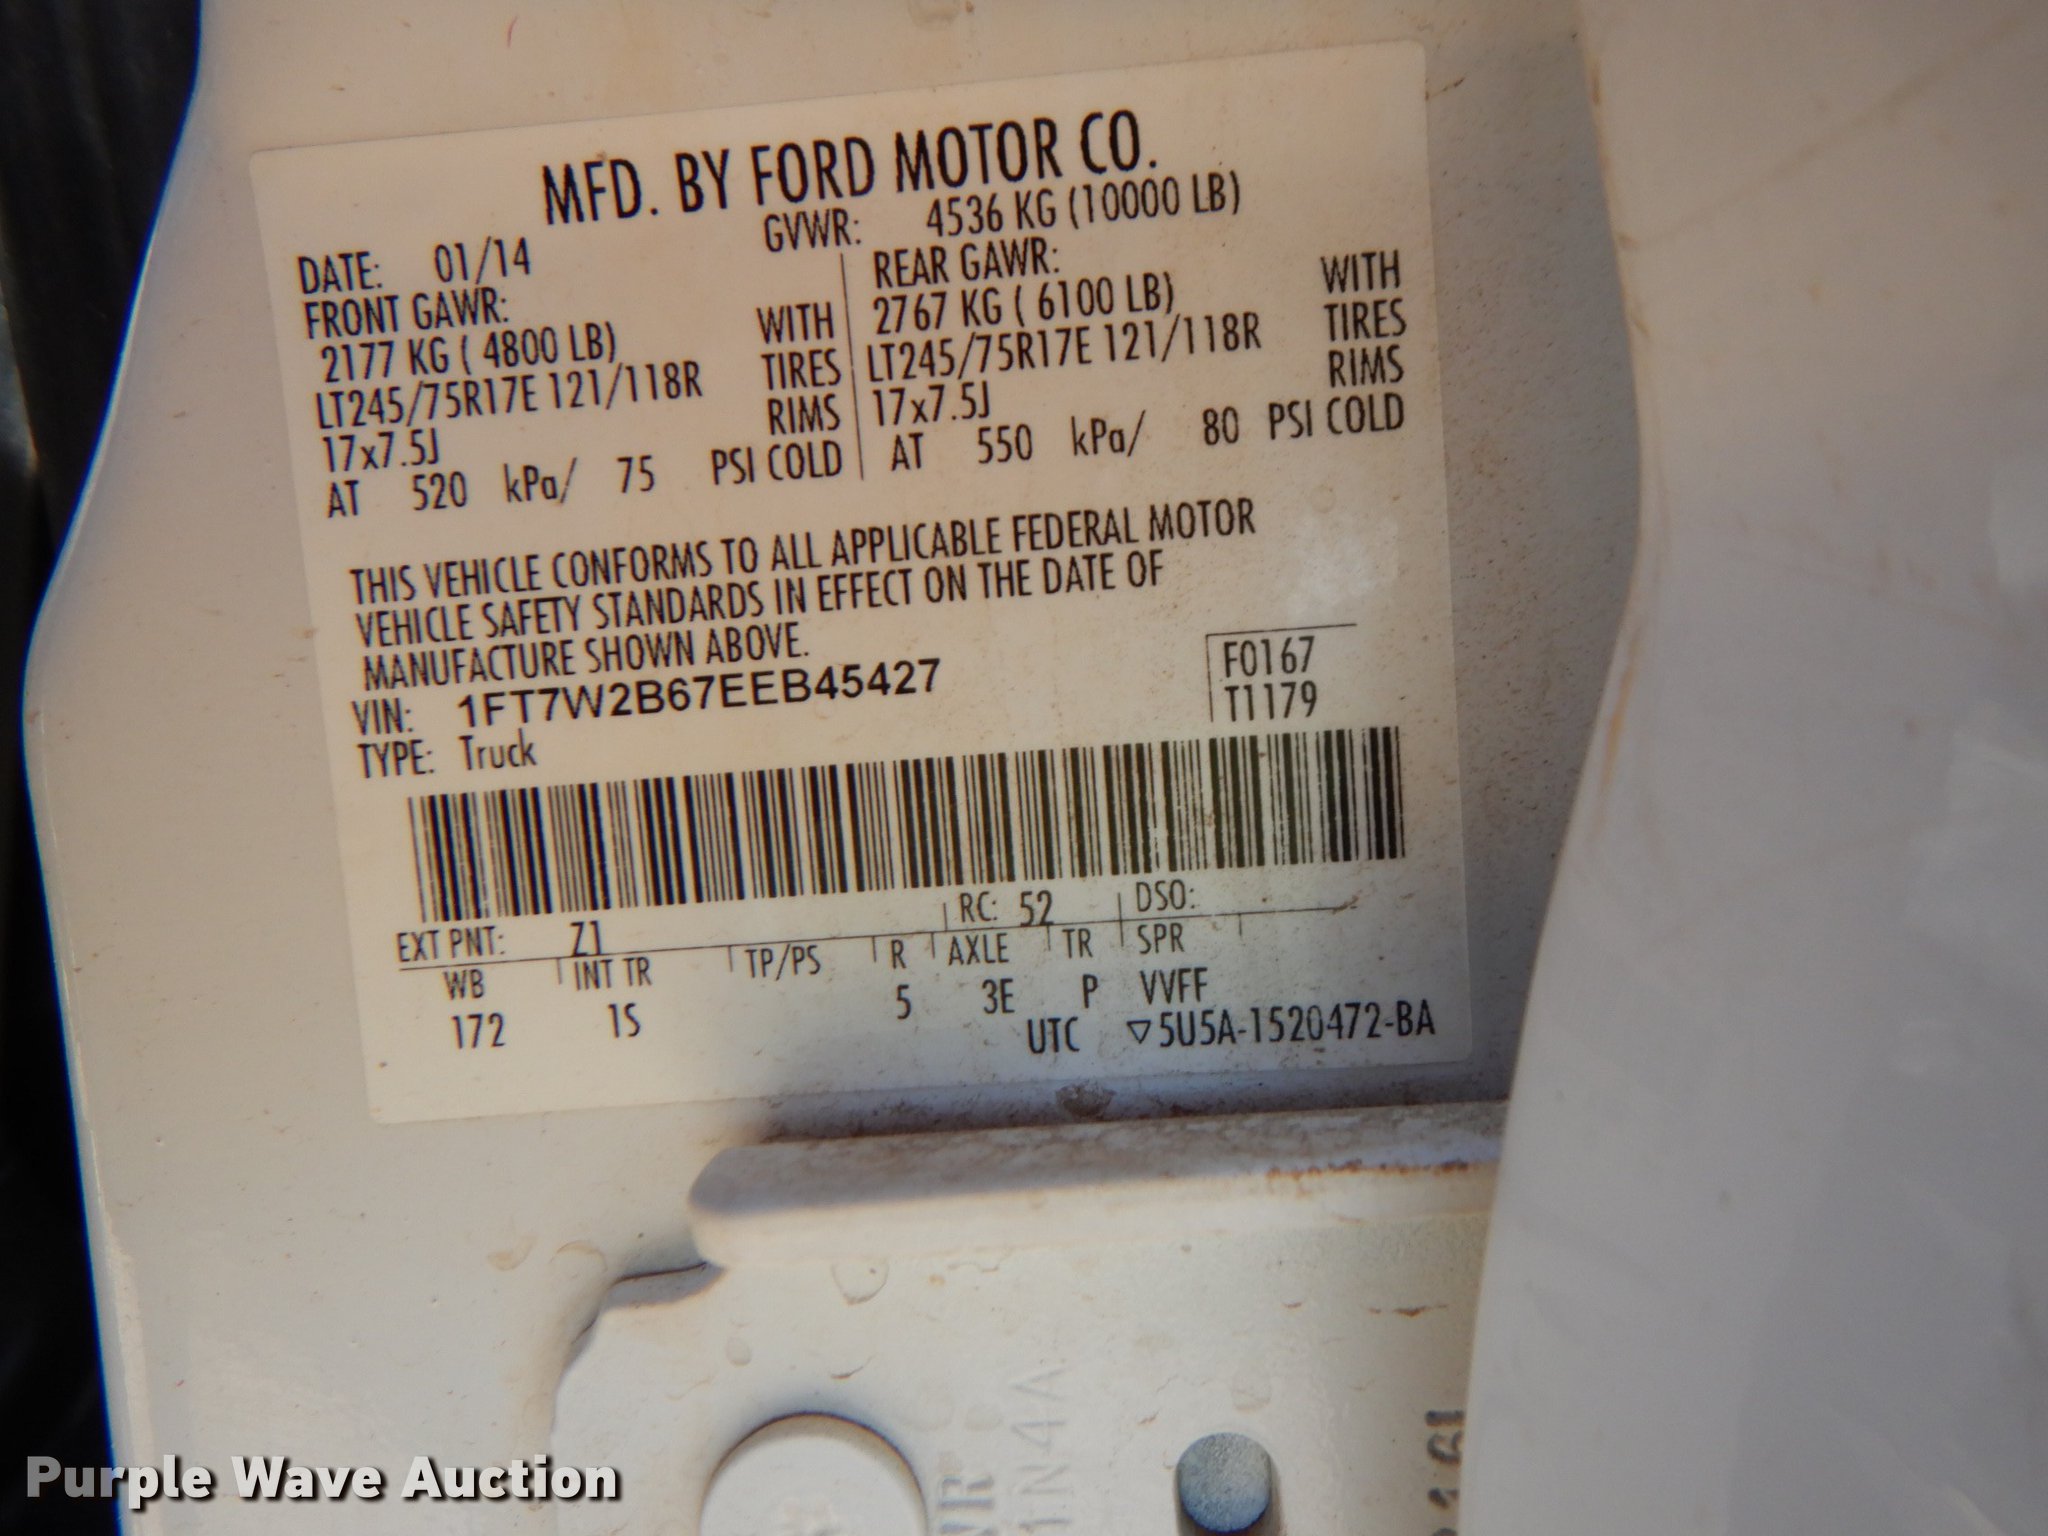 MFD. BY FORD MOTOR CO.
DATE: 01/14 GVWR: 4536 KG (10000 LB)
FRONT GAWR: REAR GAWR:
2177 KG ( 4800 LB) WITH 2767 KG ( 6100 LB) WITH
LT245/75R17E 121/118R TIRES LT245/75R17E 121/118R TIRES
17x7.5J RIMS 17x7.5J RIMS
AT 520 kPa/ 75 PSI COLD AT 550 kPa/ 80 PSI COLD
THIS VEHICLE CONFORMS TO ALL APPLICABLE FEDERAL MOTOR
VEHICLE SAFETY STANDARDS IN EFFECT ON THE DATE OF
MANUFACTURE SHOWN ABOVE.
VIN: 1FT7W2B67EEB45427 F0167
TYPE: Truck T1179
EXT PNT: Z1 RC: 52 DSO:
WB INT TR TP/PS R AXLE TR SPR
172 1S 5 3E P VVFF
UTC ▽5U5A-1520472-BA
1N4A
Purple Wave Auction